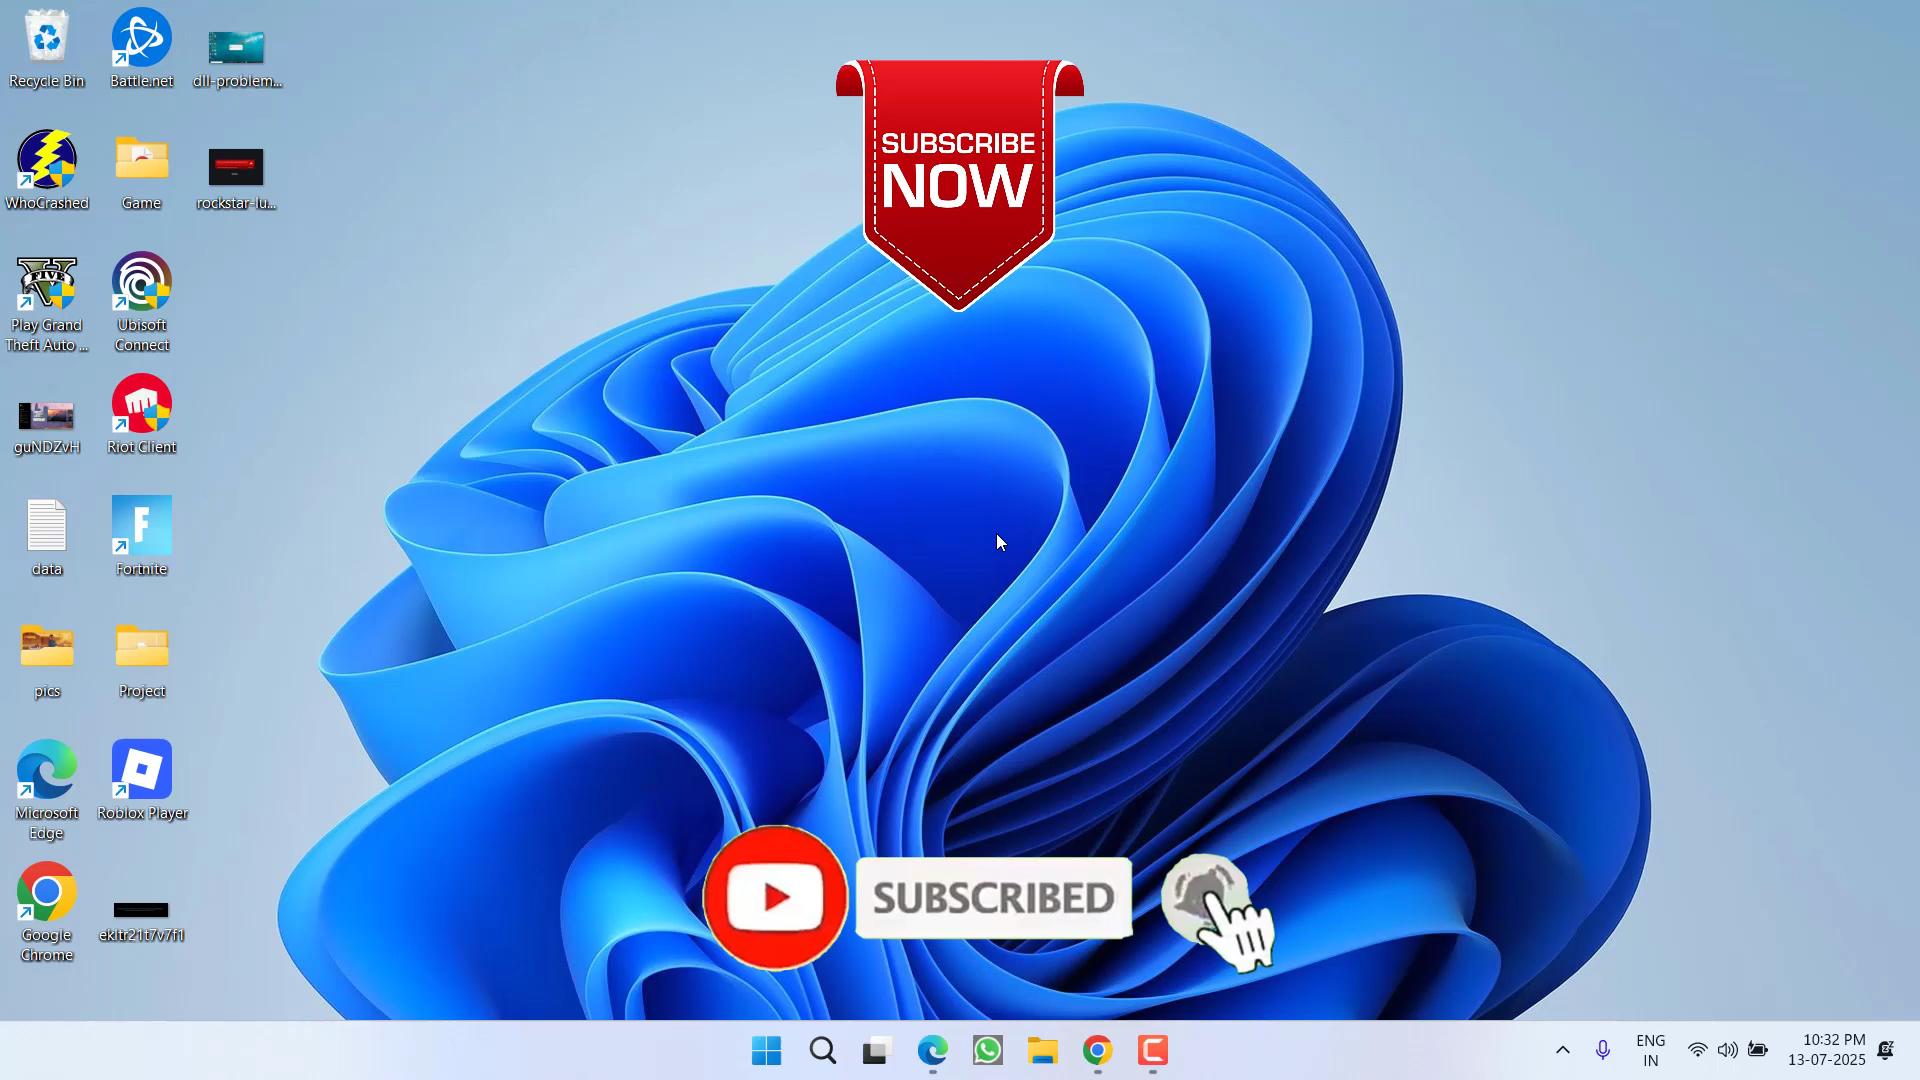 Recycle Bin
Battle.net
dll-problem...
WhoCrashed
Game
rockstar-lu...
FIVE
Play Grand
Theft Auto ...
Ubisoft
Connect
guNDZvH
Riot Client
data
F
Fortnite
pics
Project
Microsoft
Edge
Roblox Player
Google
Chrome
ekltr21t7v7f1
SUBSCRIBE
NOW
SUBSCRIBED
ENG
IN
10:32 PM
13-07-2025